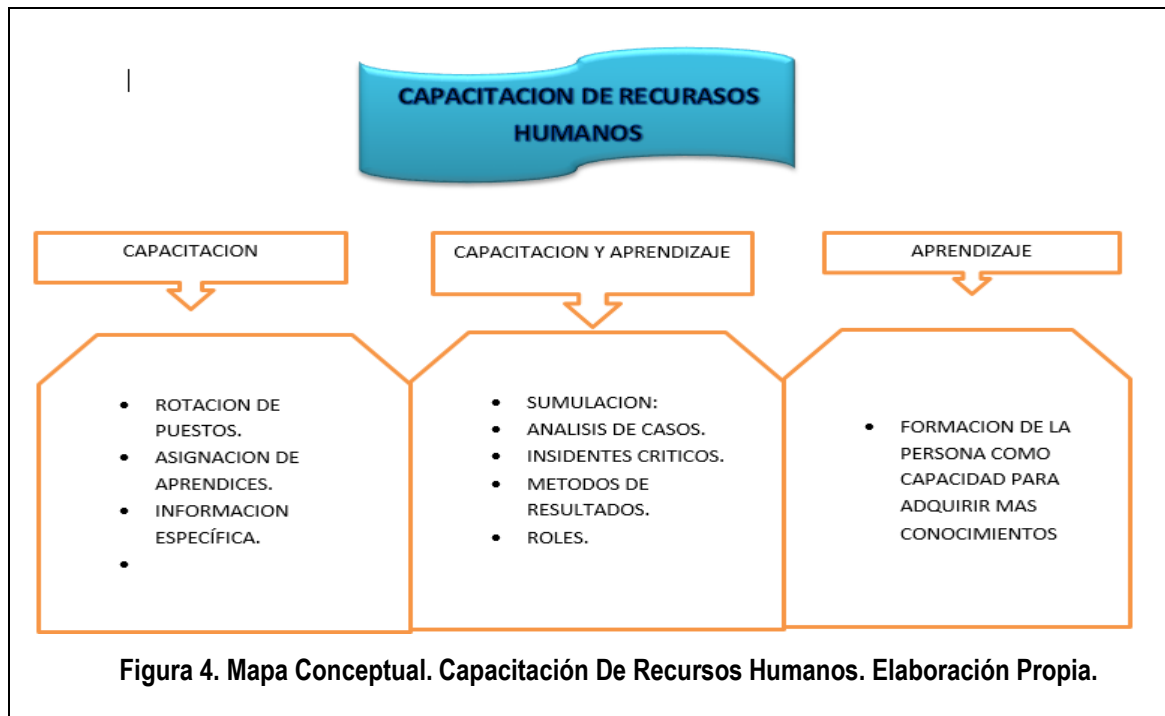 CAPACITACION DE RECURASOS
HUMANOS
CAPACITACION
CAPACITACION Y APRENDIZAJE
APRENDIZAJE
• ROTACION DE
PUESTOS.
• ASIGNACION DE
APRENDICES.
• INFORMACION
ESPECÍFICA.
•
• SUMULACION:
• ANALISIS DE CASOS.
• INSIDENTES CRITICOS.
• METODOS DE
RESULTADOS.
• ROLES.
• FORMACION DE LA
PERSONA COMO
CAPACIDAD PARA
ADQUIRIR MAS
CONOCIMIENTOS
Figura 4. Mapa Conceptual. Capacitación De Recursos Humanos. Elaboración Propia.